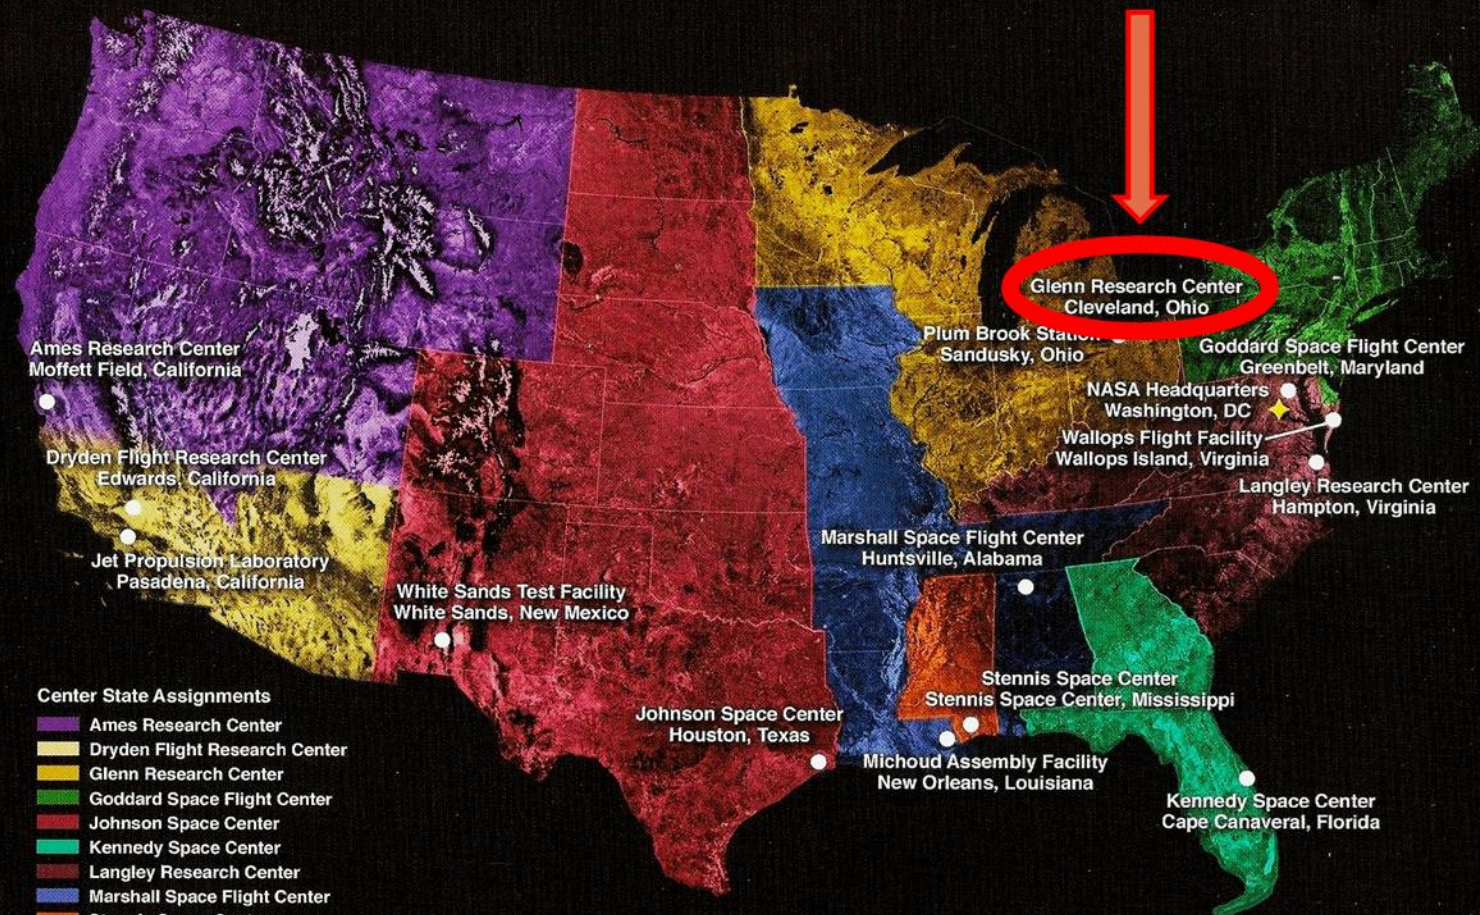 Glenn Research Center
Cleveland, Ohio
Plum Brook Station
Sandusky, Ohio
Ames Research Center
Moffett Field, California
Goddard Space Flight Center
Greenbelt, Maryland
NASA Headquarters
Washington, DC
Wallops Flight Facility
Wallops Island, Virginia
Dryden Flight Research Center
Edwards, California
Langley Research Center
Hampton, Virginia
Marshall Space Flight Center
Huntsville, Alabama
Jet Propulsion Laboratory
Pasadena, California
White Sands Test Facility
White Sands, New Mexico
Stennis Space Center
Stennis Space Center, Mississippi
Johnson Space Center
Houston, Texas
Michoud Assembly Facility
New Orleans, Louisiana
Kennedy Space Center
Cape Canaveral, Florida
Center State Assignments
Ames Research Center
Dryden Flight Research Center
Glenn Research Center
Goddard Space Flight Center
Johnson Space Center
Kennedy Space Center
Langley Research Center
Marshall Space Flight Center